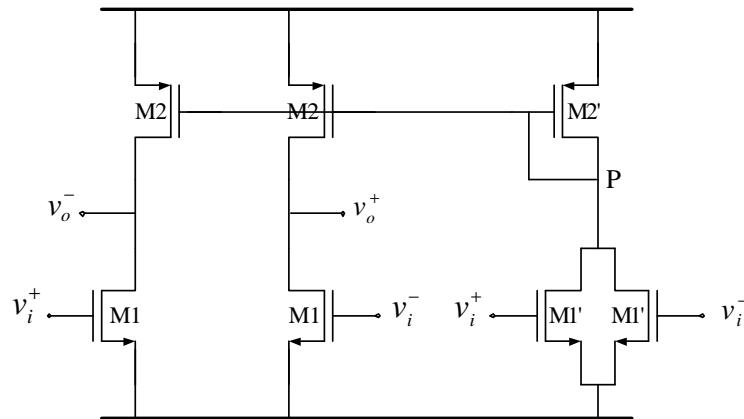 M2
M2
M2'
P
v_o^-
v_o^+
v_i^+
M1
M1
v_i^-
v_i^+
M1'
M1'
v_i^-